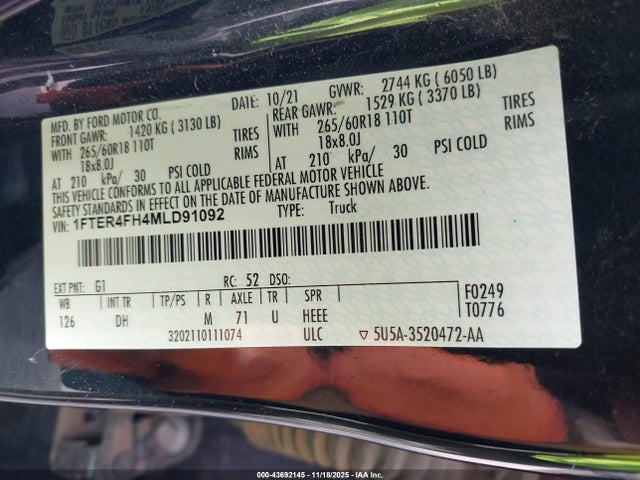 MFD. BY FORD MOTOR CO.
DATE: 10/21 GVWR: 2744 KG ( 6050 LB)
FRONT GAWR: 1420 KG ( 3130 LB) REAR GAWR: 1529 KG ( 3370 LB)
WITH 265/60R18 110T TIRES WITH 265/60R18 110T TIRES
18x8.0J RIMS 18x8.0J RIMS
AT 210 kPa/ 30 PSI COLD AT 210 kPa/ 30 PSI COLD
THIS VEHICLE CONFORMS TO ALL APPLICABLE FEDERAL MOTOR VEHICLE
SAFETY STANDARDS IN EFFECT ON THE DATE OF MANUFACTURE SHOWN ABOVE.
VIN: 1FTER4FH4MLD91092 TYPE: Truck
EXT PNT: G1 RC: 52 DSO:
WB INT TR TP/PS R AXLE TR SPR F0249
126 DH M 71 U HEEE T0776
3202110111074 ULC ▽ 5U5A-3520472-AA
000-43692145 - 11/18/2025 - IAA Inc.